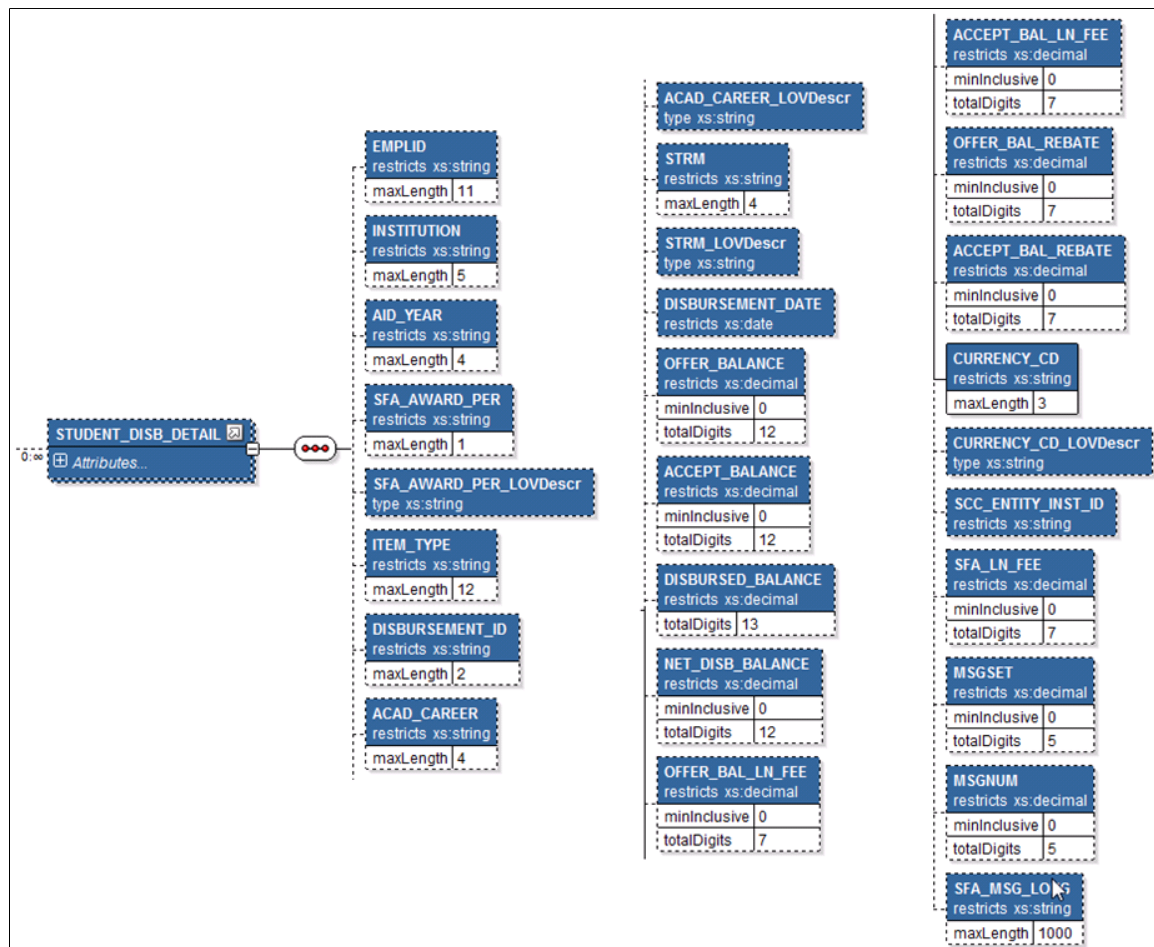 STUDENT_DISB_DETAIL
Attributes...
0:∞
EMPLID
restricts xs:string
maxLength 11
INSTITUTION
restricts xs:string
maxLength 5
AID_YEAR
restricts xs:string
maxLength 4
SFA_AWARD_PER
restricts xs:string
maxLength 1
SFA_AWARD_PER_LOVDescr
type xs:string
ITEM_TYPE
restricts xs:string
maxLength 12
DISBURSEMENT_ID
restricts xs:string
maxLength 2
ACAD_CAREER
restricts xs:string
maxLength 4
ACAD_CAREER_LOVDescr
type xs:string
STRM
restricts xs:string
maxLength 4
STRM_LOVDescr
type xs:string
DISBURSEMENT_DATE
restricts xs:date
OFFER_BALANCE
restricts xs:decimal
minInclusive 0
totalDigits 12
ACCEPT_BALANCE
restricts xs:decimal
minInclusive 0
totalDigits 12
DISBURSED_BALANCE
restricts xs:decimal
totalDigits 13
NET_DISB_BALANCE
restricts xs:decimal
minInclusive 0
totalDigits 12
OFFER_BAL_LN_FEE
restricts xs:decimal
minInclusive 0
totalDigits 7
ACCEPT_BAL_LN_FEE
restricts xs:decimal
minInclusive 0
totalDigits 7
OFFER_BAL_REBATE
restricts xs:decimal
minInclusive 0
totalDigits 7
ACCEPT_BAL_REBATE
restricts xs:decimal
minInclusive 0
totalDigits 7
CURRENCY_CD
restricts xs:string
maxLength 3
CURRENCY_CD_LOVDescr
type xs:string
SCC_ENTITY_INST_ID
restricts xs:string
SFA_LN_FEE
restricts xs:decimal
minInclusive 0
totalDigits 7
MSGSET
restricts xs:decimal
minInclusive 0
totalDigits 5
MSGNUM
restricts xs:decimal
minInclusive 0
totalDigits 5
SFA_MSG_LONG
restricts xs:string
maxLength 1000